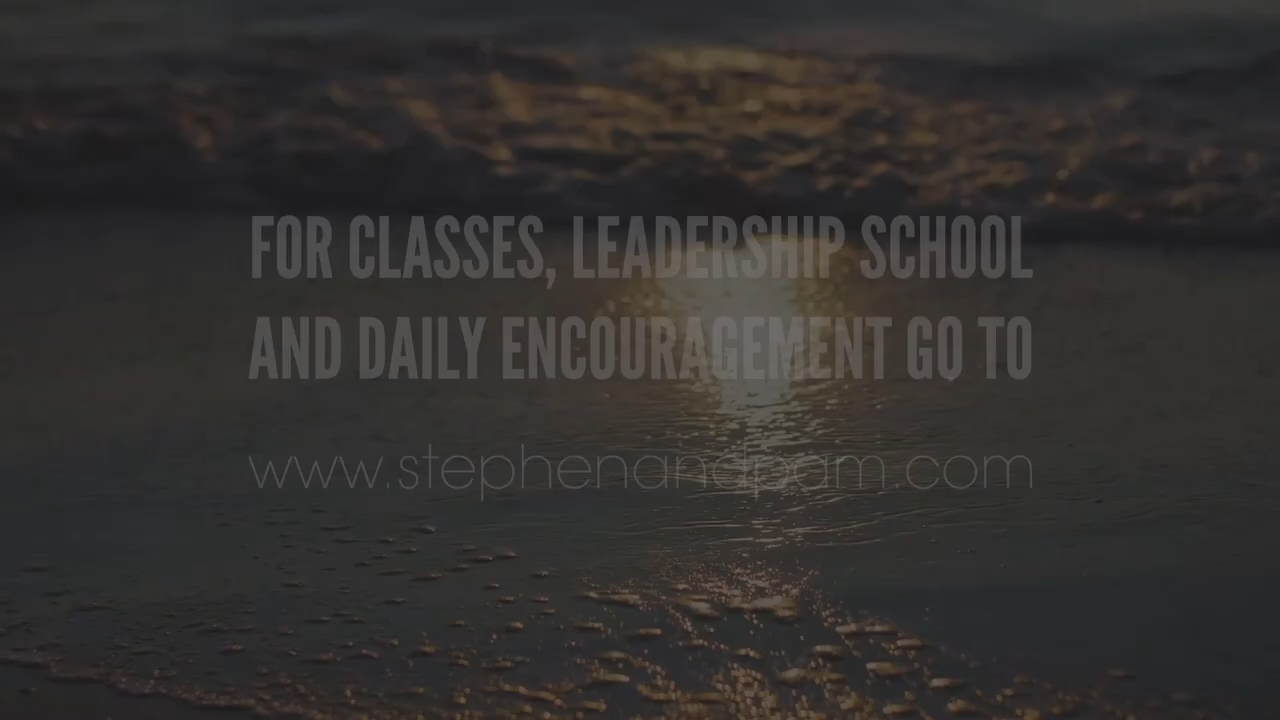 FOR CLASSES, LEADERSHIP SCHOOL
AND DAILY ENCOURAGEMENT GO TO
www.stephenandpam.com